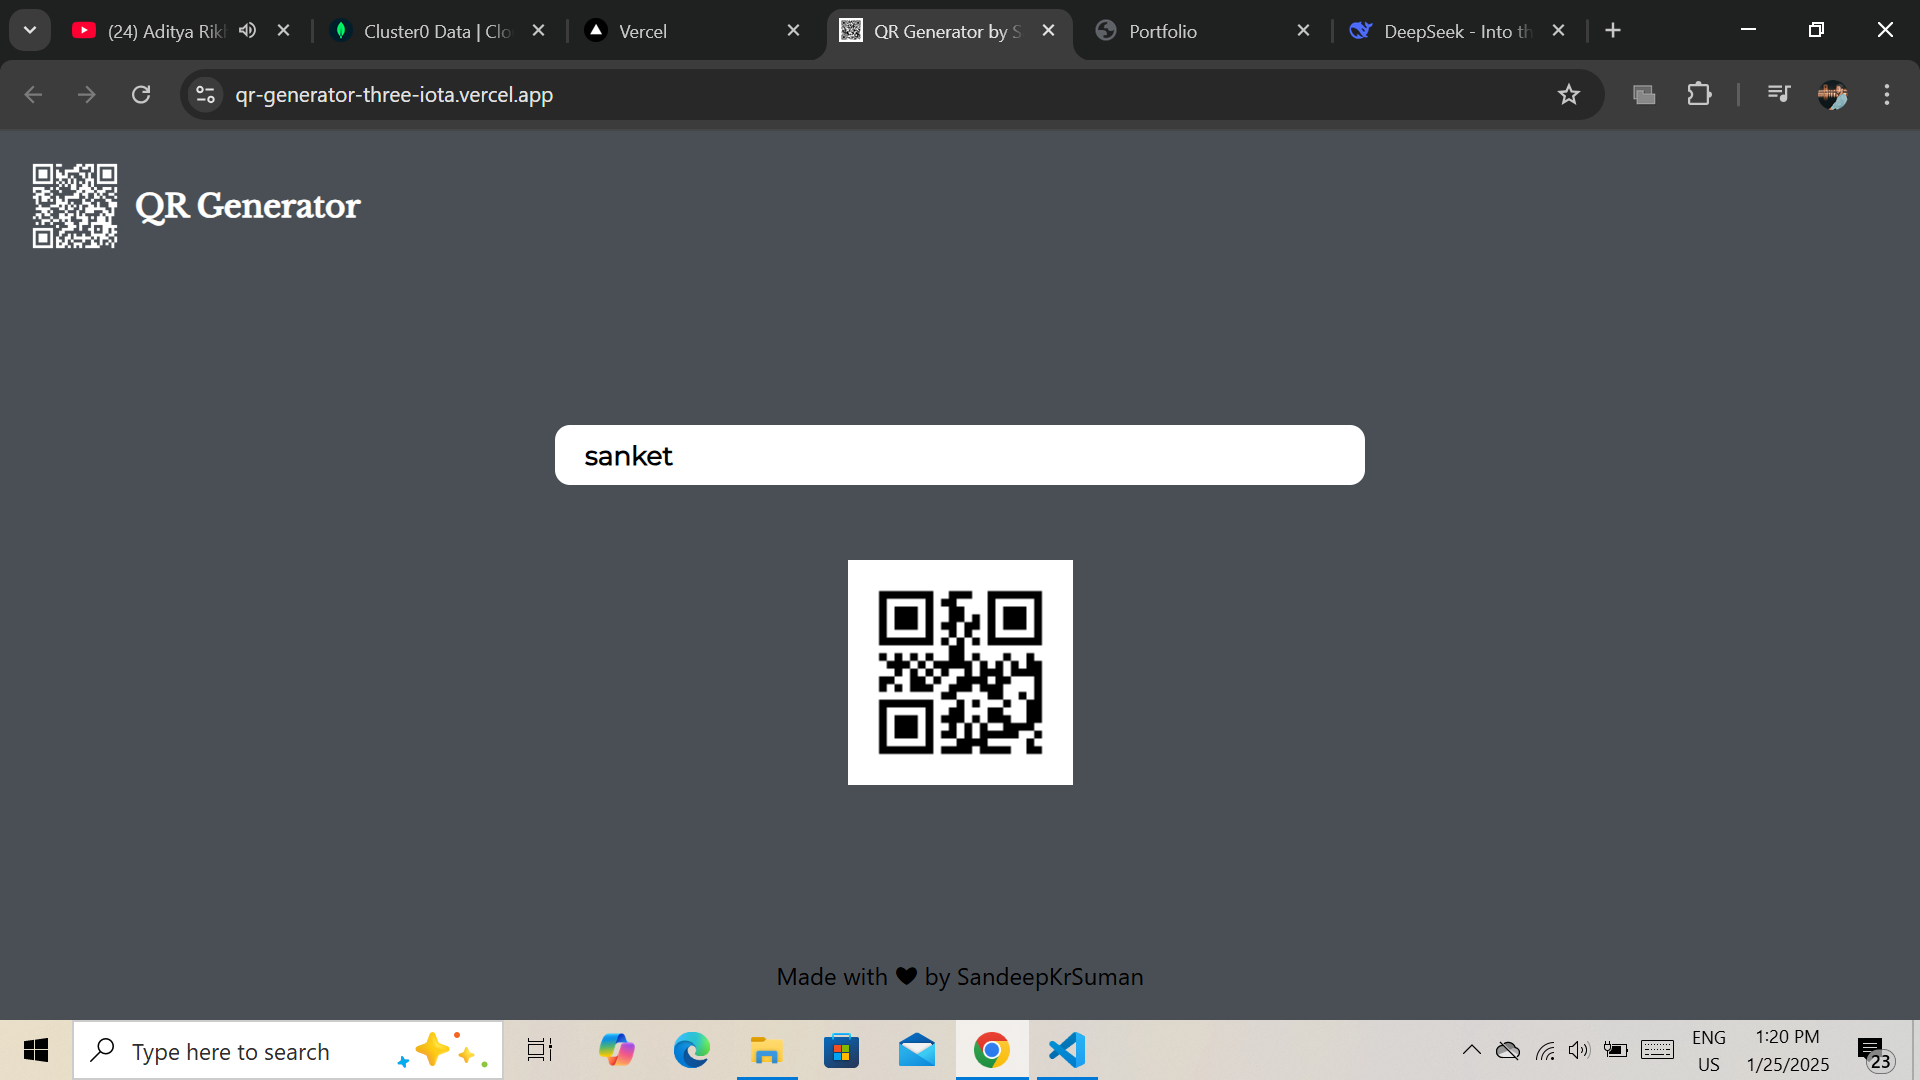 (24) Aditya Rikh
Cluster0 Data | Clo
Vercel
QR Generator by S
Portfolio
DeepSeek - Into th
qr-generator-three-iota.vercel.app
QR Generator
sanket
Made with ♥ by SandeepKrSuman
Type here to search
ENG
US
1:20 PM
1/25/2025
23